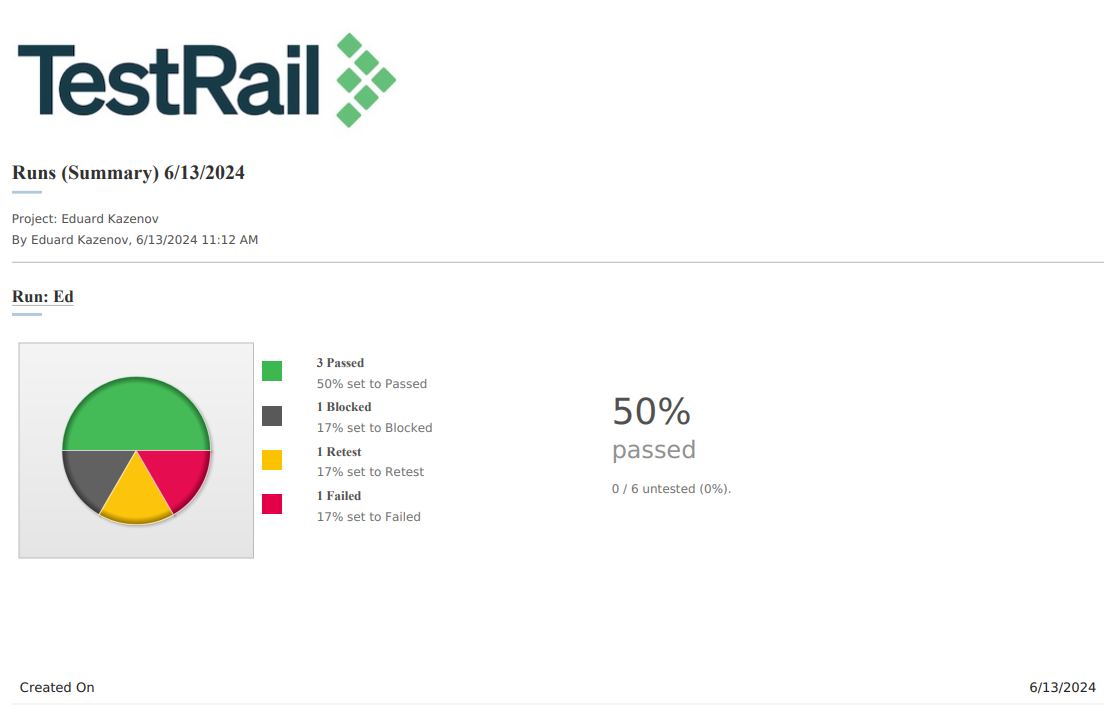 TestRail
Runs (Summary) 6/13/2024
Project: Eduard Kazenov
By Eduard Kazenov, 6/13/2024 11:12 AM
Run: Ed
3 Passed
50% set to Passed
1 Blocked
17% set to Blocked
1 Retest
17% set to Retest
1 Failed
17% set to Failed
50%
passed
0 / 6 untested (0%).
Created On 6/13/2024